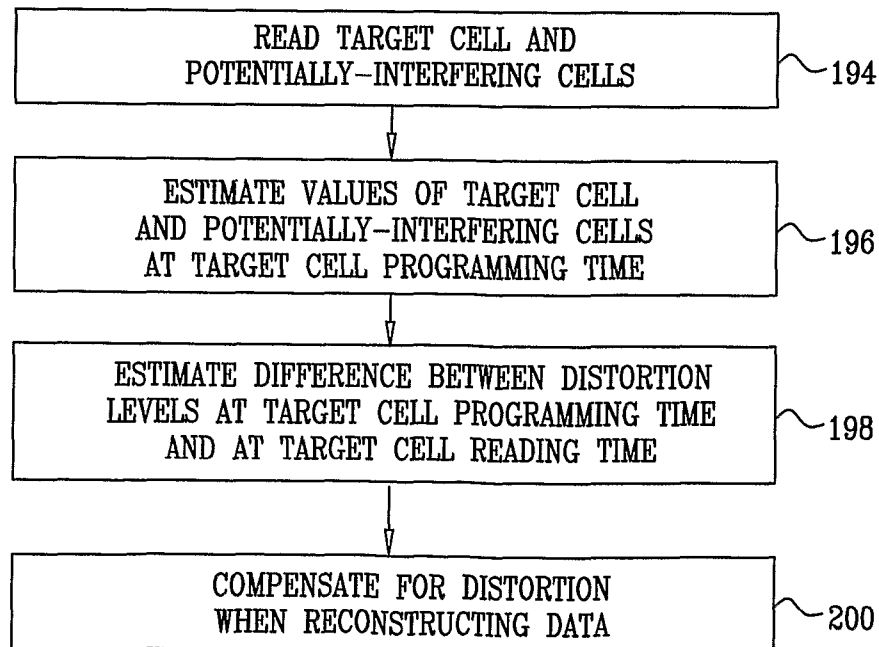 READ TARGET CELL AND
POTENTIALLY-INTERFERING CELLS
194
ESTIMATE VALUES OF TARGET CELL
AND POTENTIALLY-INTERFERING CELLS
AT TARGET CELL PROGRAMMING TIME
196
ESTIMATE DIFFERENCE BETWEEN DISTORTION
LEVELS AT TARGET CELL PROGRAMMING TIME
AND AT TARGET CELL READING TIME
198
COMPENSATE FOR DISTORTION
WHEN RECONSTRUCTING DATA
200